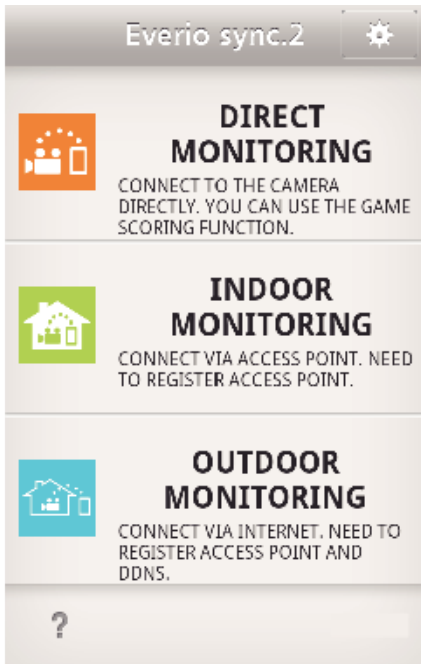 Everio sync.2
DIRECT
MONITORING
CONNECT TO THE CAMERA
DIRECTLY. YOU CAN USE THE GAME
SCORING FUNCTION.
INDOOR
MONITORING
CONNECT VIA ACCESS POINT. NEED
TO REGISTER ACCESS POINT.
OUTDOOR
MONITORING
CONNECT VIA INTERNET. NEED TO
REGISTER ACCESS POINT AND
DDNS.
?